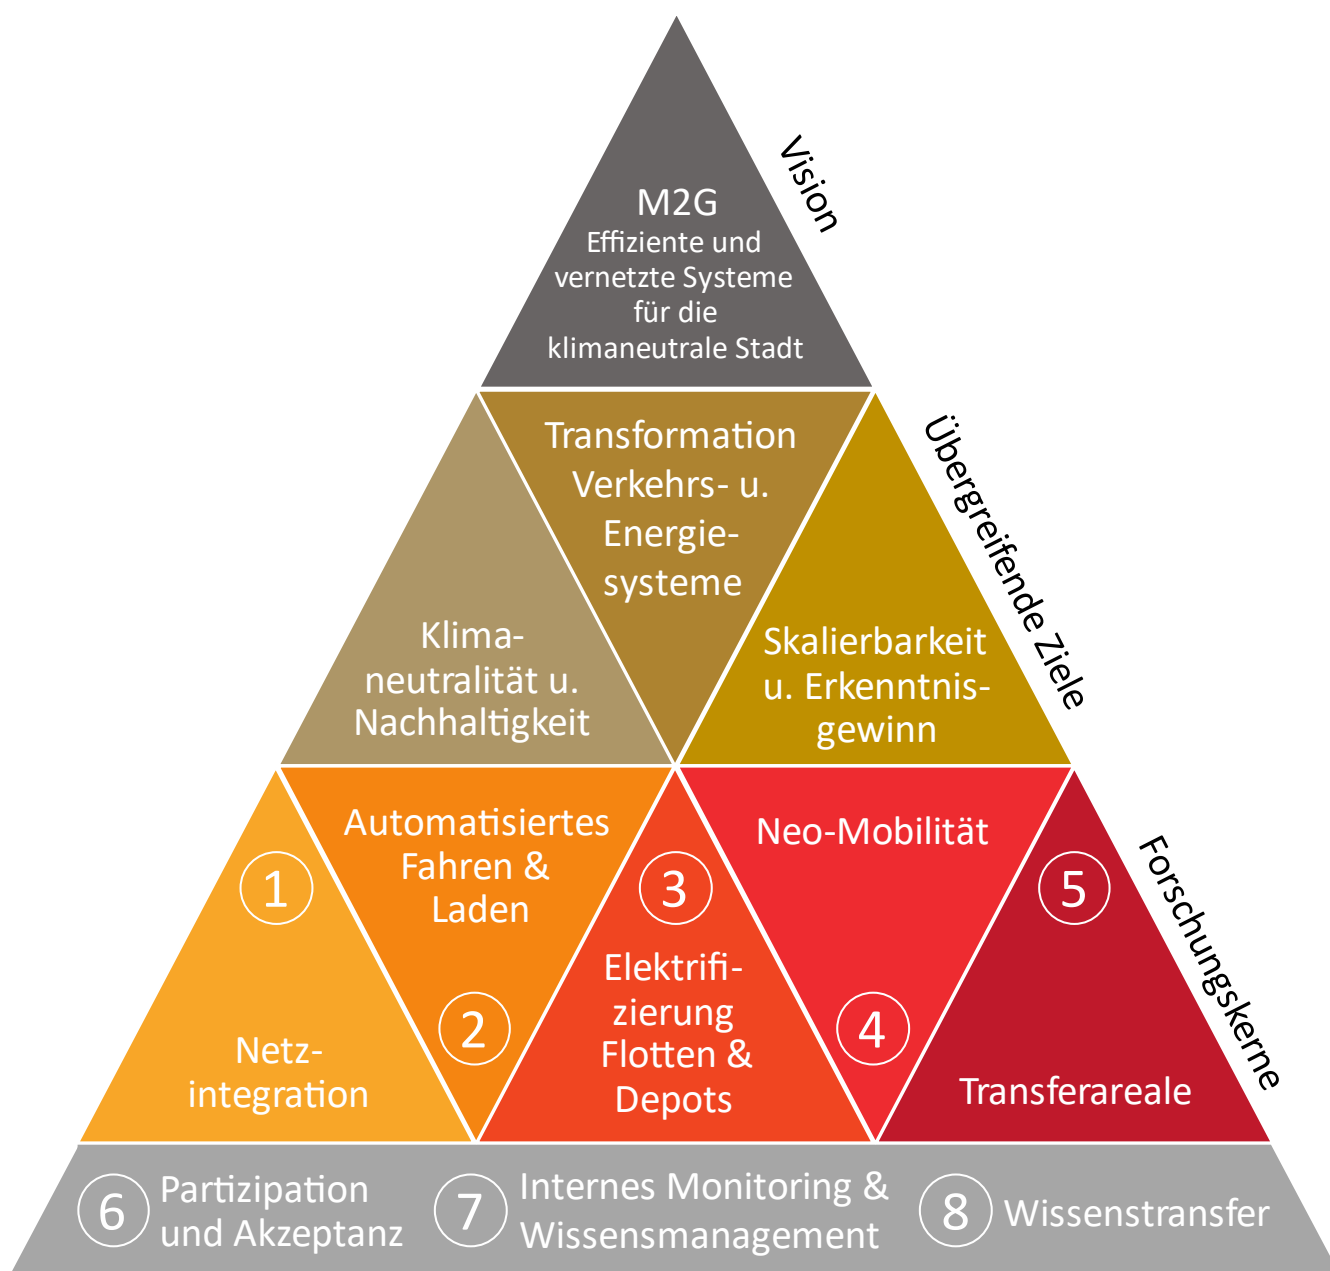 M2G
Effiziente und
vernetzte Systeme
für die
klimaneutrale Stadt
Vision
Transformation
Verkehrs- u.
Energie-
systeme
Klima-
neutralität u.
Nachhaltigkeit
Skalierbarkeit
u. Erkenntnis-
gewinn
Übergreifende Ziele
1
Netz-
integration
Automatisiertes
Fahren &
Laden
2
3
Elektrifi-
zierung
Flotten &
Depots
Neo-Mobilität
4
5
Transferareale
Forschungskerne
6
Partizipation
und Akzeptanz
7
Internes Monitoring &
Wissensmanagement
8
Wissenstransfer